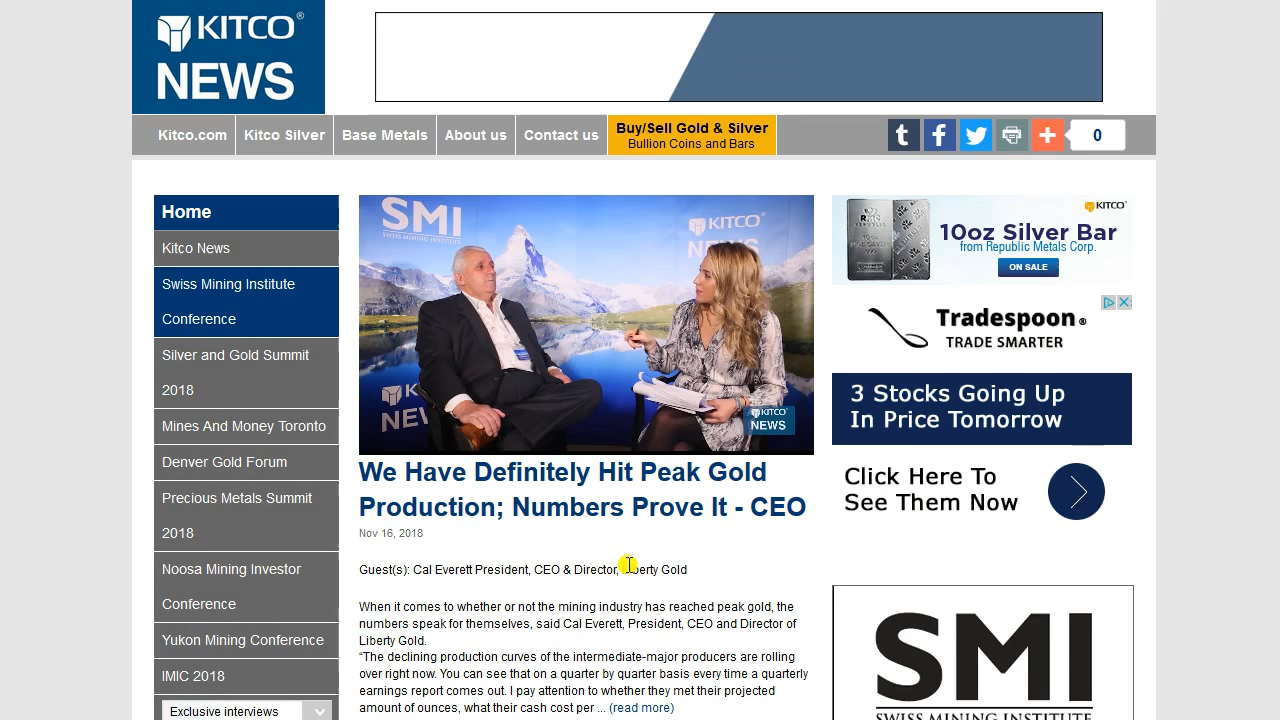 KITCO®
NEWS
Kitco.com
Kitco Silver
Base Metals
About us
Contact us
Buy/Sell Gold & Silver
Bullion Coins and Bars
0
Home
Kitco News
Swiss Mining Institute
Conference
Silver and Gold Summit
2018
Mines And Money Toronto
Denver Gold Forum
Precious Metals Summit
2018
Noosa Mining Investor
Conference
Yukon Mining Conference
IMIC 2018
Exclusive interviews
SMI
SWISS MINING INSTITUTE
KITCO
NEWS
KITCO
NEWS
We Have Definitely Hit Peak Gold
Production; Numbers Prove It - CEO
Nov 16, 2018
Guest(s): Cal Everett President, CEO & Director, Liberty Gold
When it comes to whether or not the mining industry has reached peak gold, the
numbers speak for themselves, said Cal Everett, President, CEO and Director of
Liberty Gold.
“The declining production curves of the intermediate-major producers are rolling
over right now. You can see that on a quarter by quarter basis every time a quarterly
earnings report comes out. I pay attention to whether they met their projected
amount of ounces, what their cash cost per ... (read more)
KITCO
10oz Silver Bar
from Republic Metals Corp.
ON SALE
Tradespoon®
TRADE SMARTER
3 Stocks Going Up
In Price Tomorrow
Click Here To
See Them Now
SMI
SWISS MINING INSTITUTE